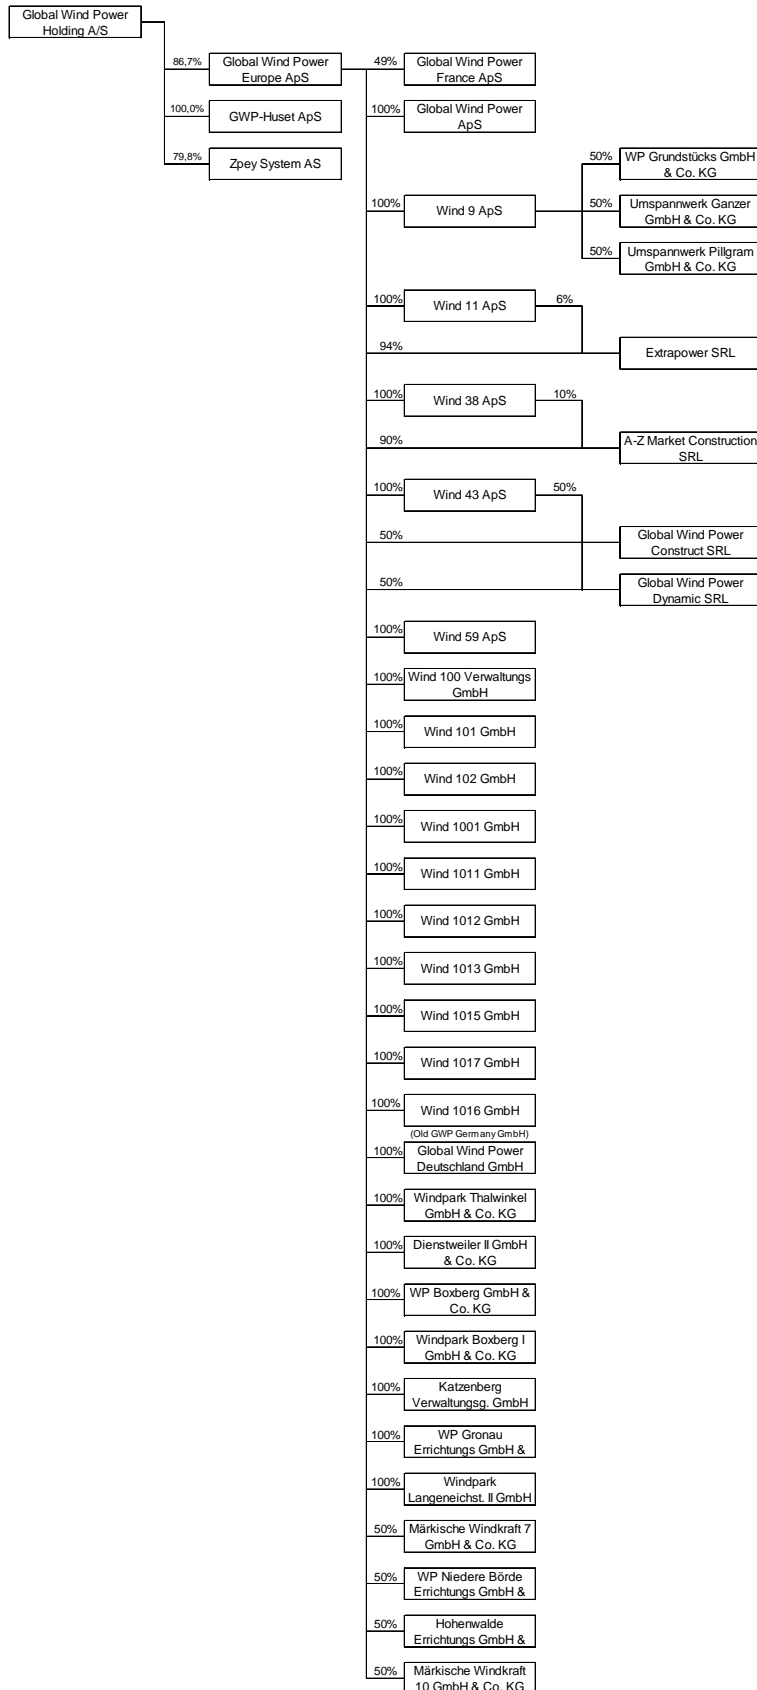 Global Wind Power
Holding A/S
86,7%
Global Wind Power
Europe ApS
49%
Global Wind Power
France ApS
100,0%
GWP-Huset ApS
100%
Global Wind Power
ApS
79,8%
Zpey System AS
50%
WP Grundstücks GmbH
& Co. KG
100%
Wind 9 ApS
50%
Umspannwerk Ganzer
GmbH & Co. KG
50%
Umspannwerk Pillgram
GmbH & Co. KG
100%
Wind 11 ApS
6%
94%
Extrapower SRL
100%
Wind 38 ApS
10%
90%
A-Z Market Construction
SRL
100%
Wind 43 ApS
50%
50%
Global Wind Power
Construct SRL
50%
Global Wind Power
Dynamic SRL
100%
Wind 59 ApS
100%
Wind 100 Verwaltungs
GmbH
100%
Wind 101 GmbH
100%
Wind 102 GmbH
100%
Wind 1001 GmbH
100%
Wind 1011 GmbH
100%
Wind 1012 GmbH
100%
Wind 1013 GmbH
100%
Wind 1015 GmbH
100%
Wind 1017 GmbH
100%
Wind 1016 GmbH
(Old GWP Germany GmbH)
100%
Global Wind Power
Deutschland GmbH
100%
Windpark Thalwinkel
GmbH & Co. KG
100%
Dienstweiler II GmbH
& Co. KG
100%
WP Boxberg GmbH &
Co. KG
100%
Windpark Boxberg I
GmbH & Co. KG
100%
Katzenberg
Verwaltungsg. GmbH
100%
WP Gronau
Errichtungs GmbH &
100%
Windpark
Langeneichst. II GmbH
50%
Märkische Windkraft 7
GmbH & Co. KG
50%
WP Niedere Börde
Errichtungs GmbH &
50%
Hohenwalde
Errichtungs GmbH &
50%
Märkische Windkraft
10 GmbH & Co. KG